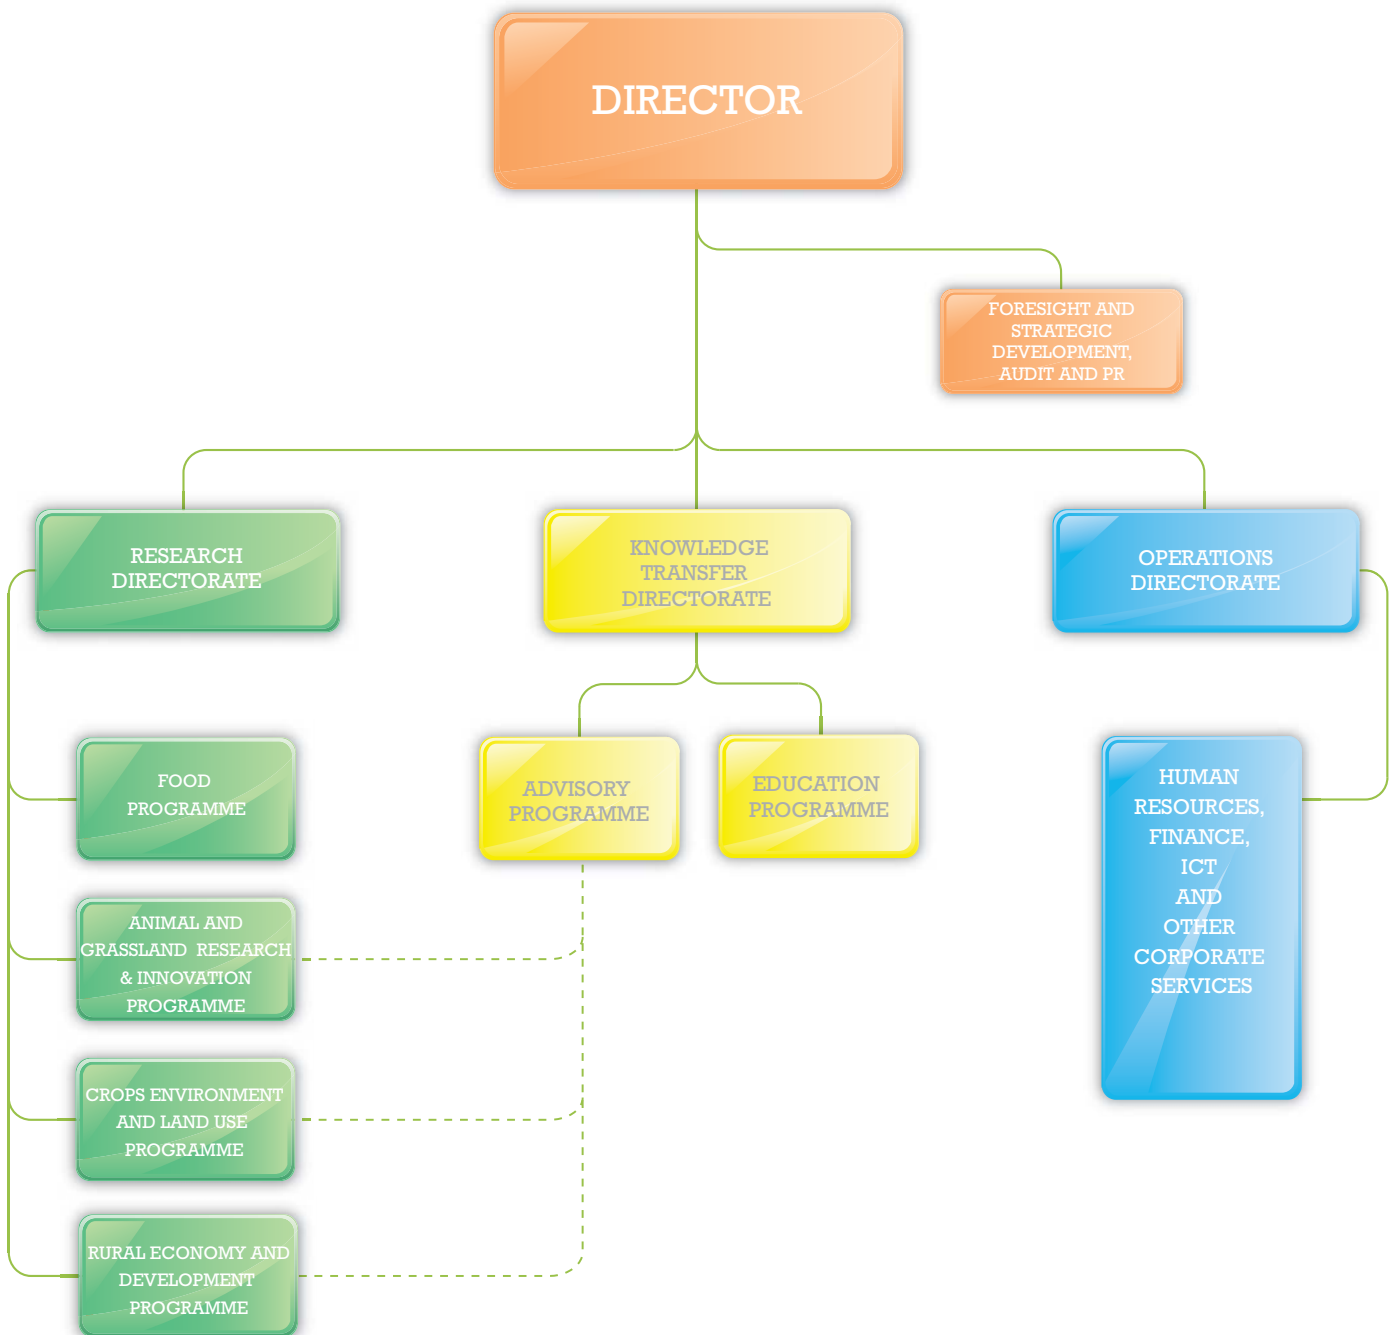 DIRECTOR
FORESIGHT AND
STRATEGIC
DEVELOPMENT,
AUDIT AND PR
RESEARCH
DIRECTORATE
KNOWLEDGE
TRANSFER
DIRECTORATE
OPERATIONS
DIRECTORATE
FOOD
PROGRAMME
ADVISORY
PROGRAMME
EDUCATION
PROGRAMME
HUMAN
RESOURCES,
FINANCE,
ICT
AND
OTHER
CORPORATE
SERVICES
ANIMAL AND
GRASSLAND RESEARCH
& INNOVATION
PROGRAMME
CROPS ENVIRONMENT
AND LAND USE
PROGRAMME
RURAL ECONOMY AND
DEVELOPMENT
PROGRAMME